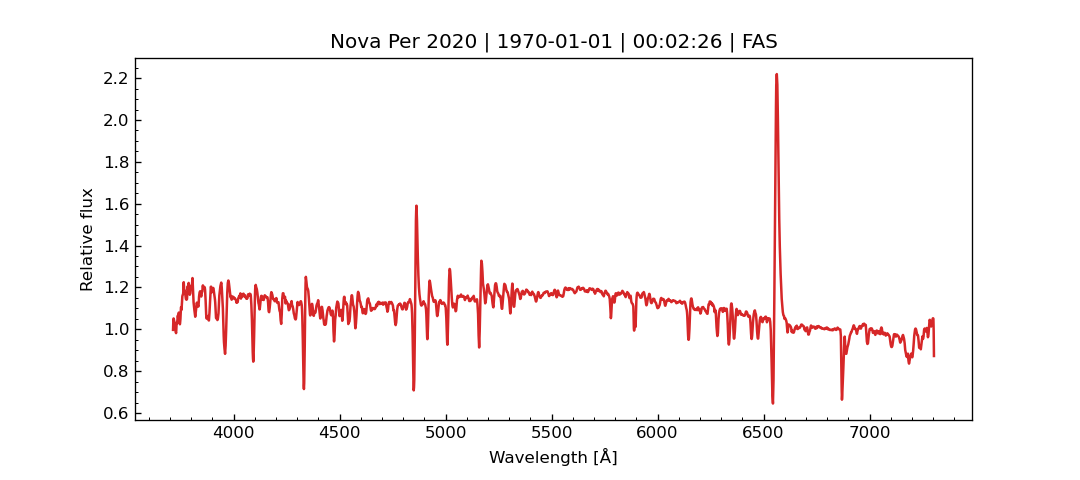 Nova Per 2020 | 1970-01-01 | 00:02:26 | FAS
Relative flux
2.2
2.0
1.8
1.6
1.4
1.2
1.0
0.8
0.6
4000 4500 5000 5500 6000 6500 7000
Wavelength [Å]